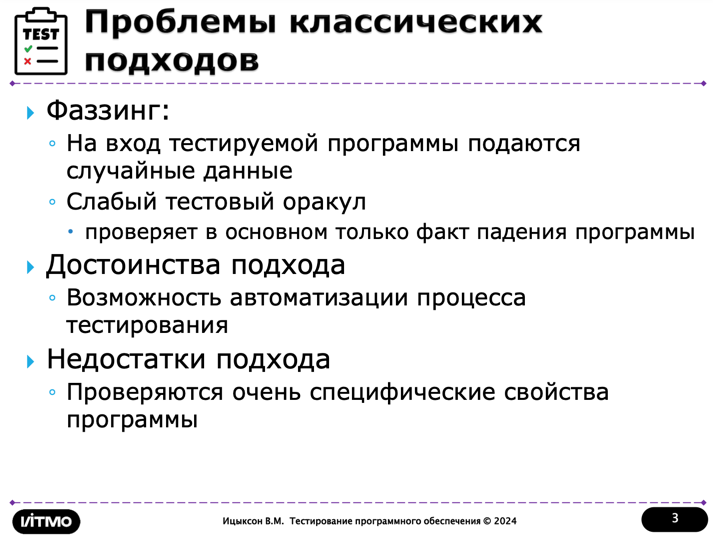 TEST
Проблемы классических
подходов
Фаззинг:
На вход тестируемой программы подаются
случайные данные
Слабый тестовый оракул
проверяет в основном только факт падения программы
Достоинства подхода
Возможность автоматизации процесса
тестирования
Недостатки подхода
Проверяются очень специфические свойства
программы
ИТМО
Ицыксон В.М. Тестирование программного обеспечения © 2024
3